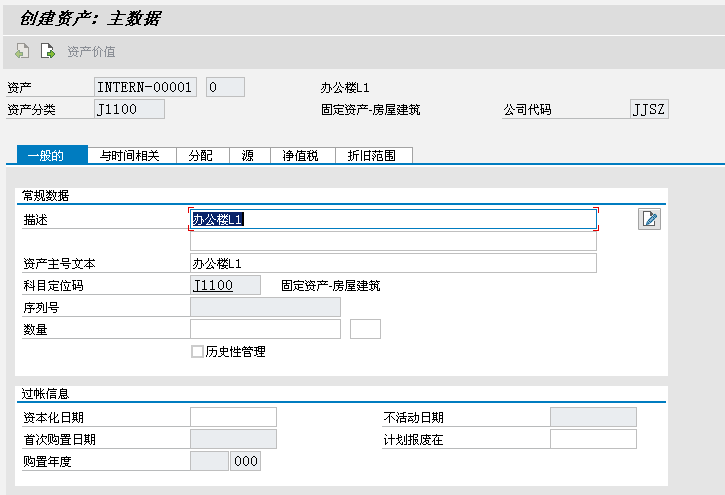 创建资产: 主数据
资产价值
资产 INTERN-00001 0 办公楼L1
资产分类 J1100 固定资产-房屋建筑 公司代码 JJSZ
一般的 与时间相关 分配 源 净值税 折旧范围
常规数据
描述 办公楼L1
资产主号文本 办公楼L1
科目定位码 J1100 固定资产-房屋建筑
序列号
数量
历史性管理
过帐信息
资本化日期 不活动日期
首次购置日期 计划报废在
购置年度 000